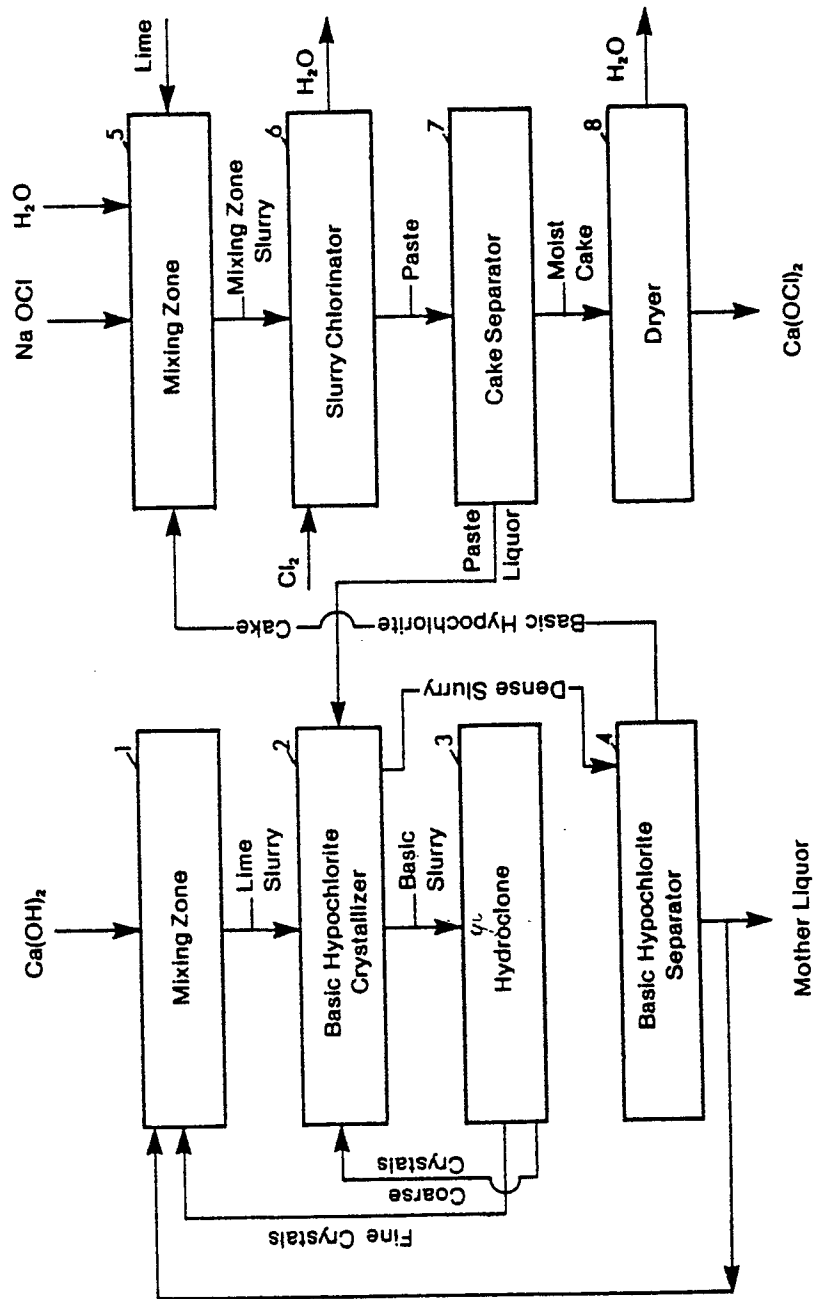 Ca(OH)₂
Mixing Zone
1
Lime
Slurry
Basic Hypochlorite
Crystallizer
2
Basic
Slurry
Hydroclone
3
Coarse
Crystals
Fine Crystals
Dense Slurry
Basic Hypochlorite
Separator
4
Mother Liquor
Basic Hypochlorite
Cake
Na OCl
H₂O
Lime
Mixing Zone
5
Mixing Zone
Slurry
Cl₂
Slurry Chlorinator
6
H₂O
Paste
Paste
Liquor
Cake Separator
7
Moist
Cake
Dryer
8
H₂O
Ca(OCl)₂